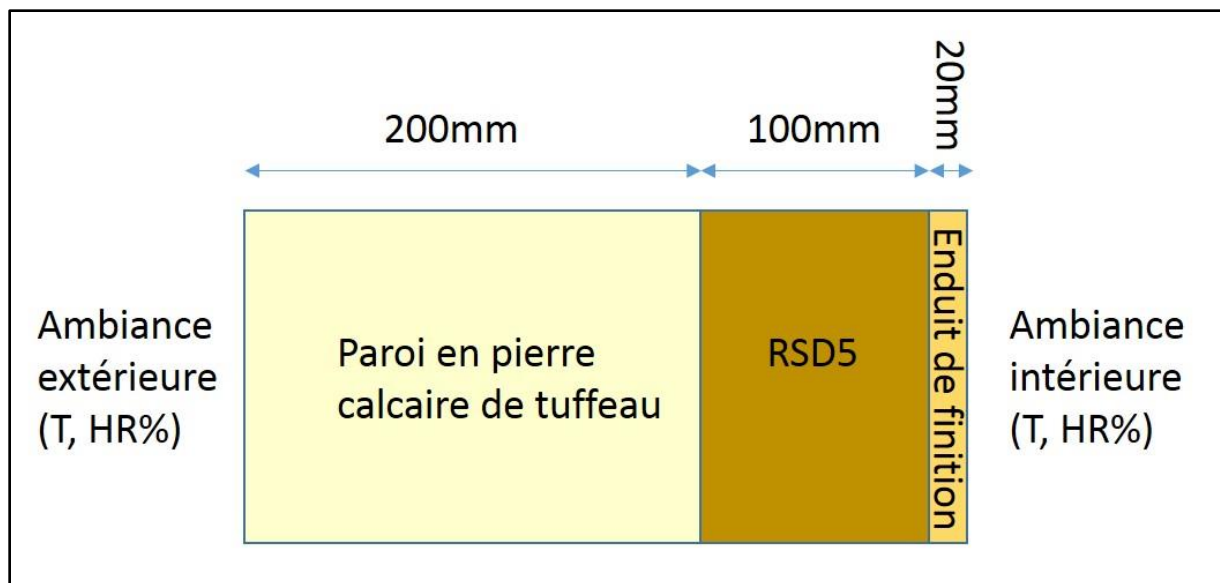 200mm
100mm
20mm
Ambiance
extérieure
(T, HR%)
Paroi en pierre
calcaire de tuffeau
RSD5
Enduit de finition
Ambiance
intérieure
(T, HR%)